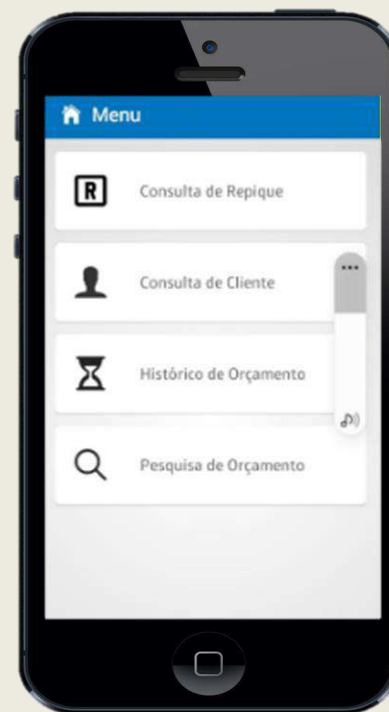 Menu
R
Consulta de Repique
Consulta de Cliente
Histórico de Orçamento
Pesquisa de Orçamento